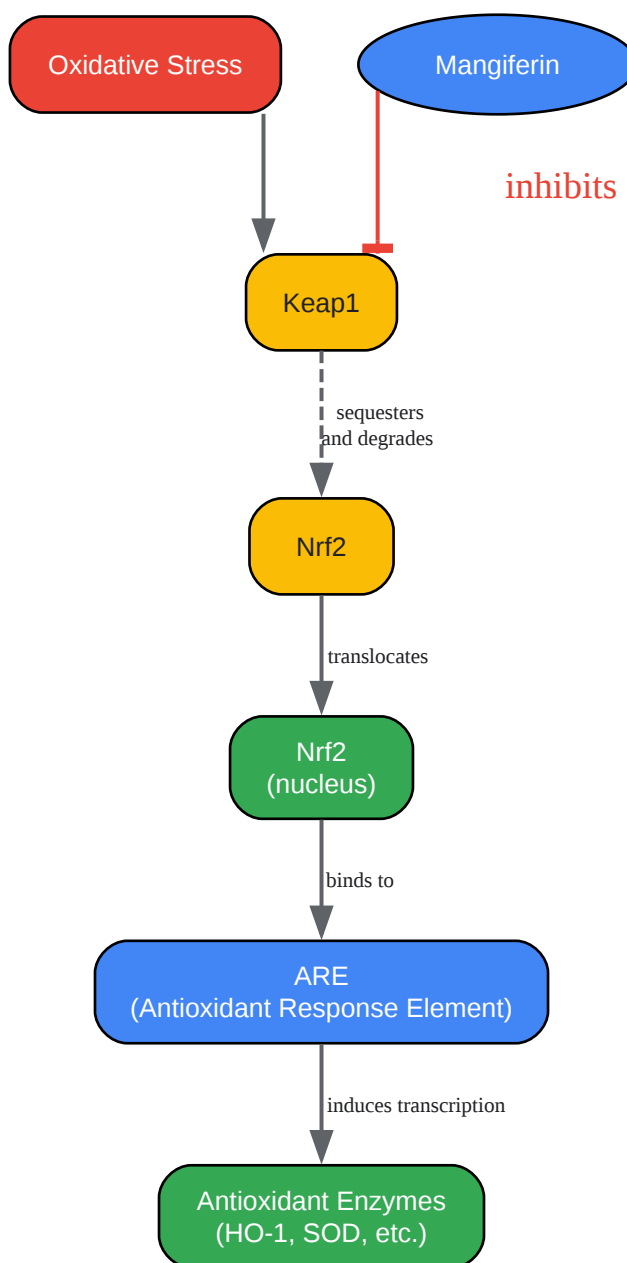 Oxidative Stress
Mangiferin
inhibits
Keap1
sequesters
and degrades
Nrf2
translocates
Nrf2
(nucleus)
binds to
ARE
(Antioxidant Response Element)
induces transcription
Antioxidant Enzymes
(HO-1, SOD, etc.)